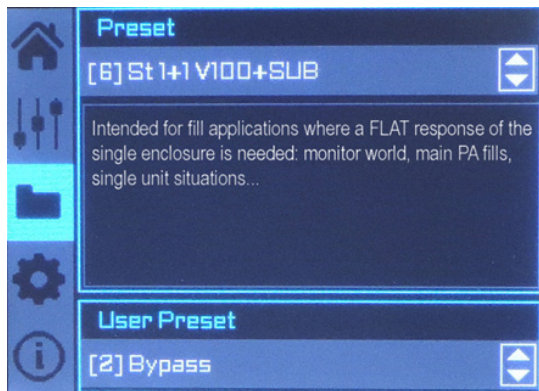 Preset
[6] St 1+1 V100+SUB
Intended for fill applications where a FLAT response of the
single enclosure is needed: monitor world, main PA fills,
single unit situations...
User Preset
[2] Bypass